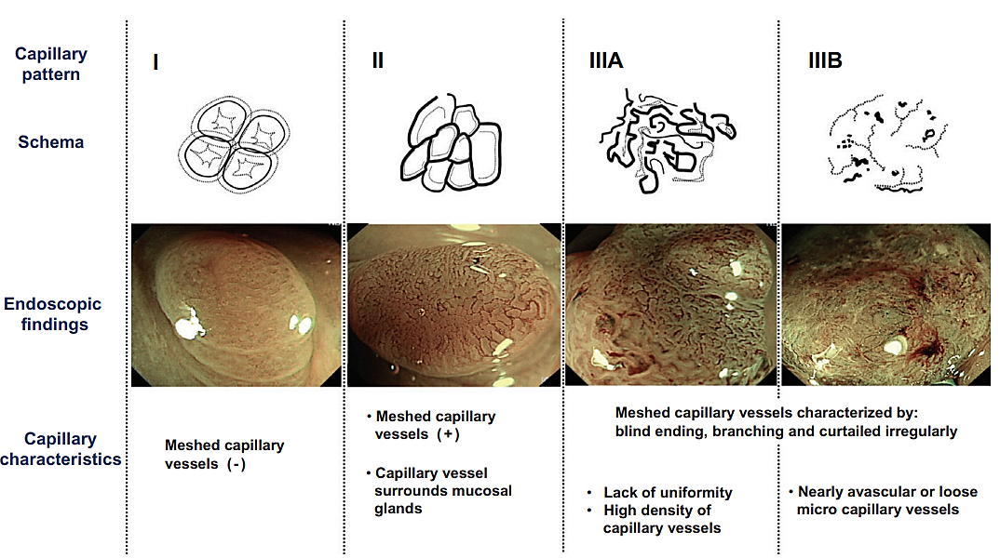 Capillary
pattern
I
II
IIIA
IIIB
Schema
Endoscopic
findings
Capillary
characteristics
Meshed capillary
vessels (-)
• Meshed capillary
vessels (+)
• Capillary vessel
surrounds mucosal
glands
Meshed capillary vessels characterized by:
blind ending, branching and curtailed irregularly
• Lack of uniformity
• High density of
capillary vessels
• Nearly avascular or loose
micro capillary vessels